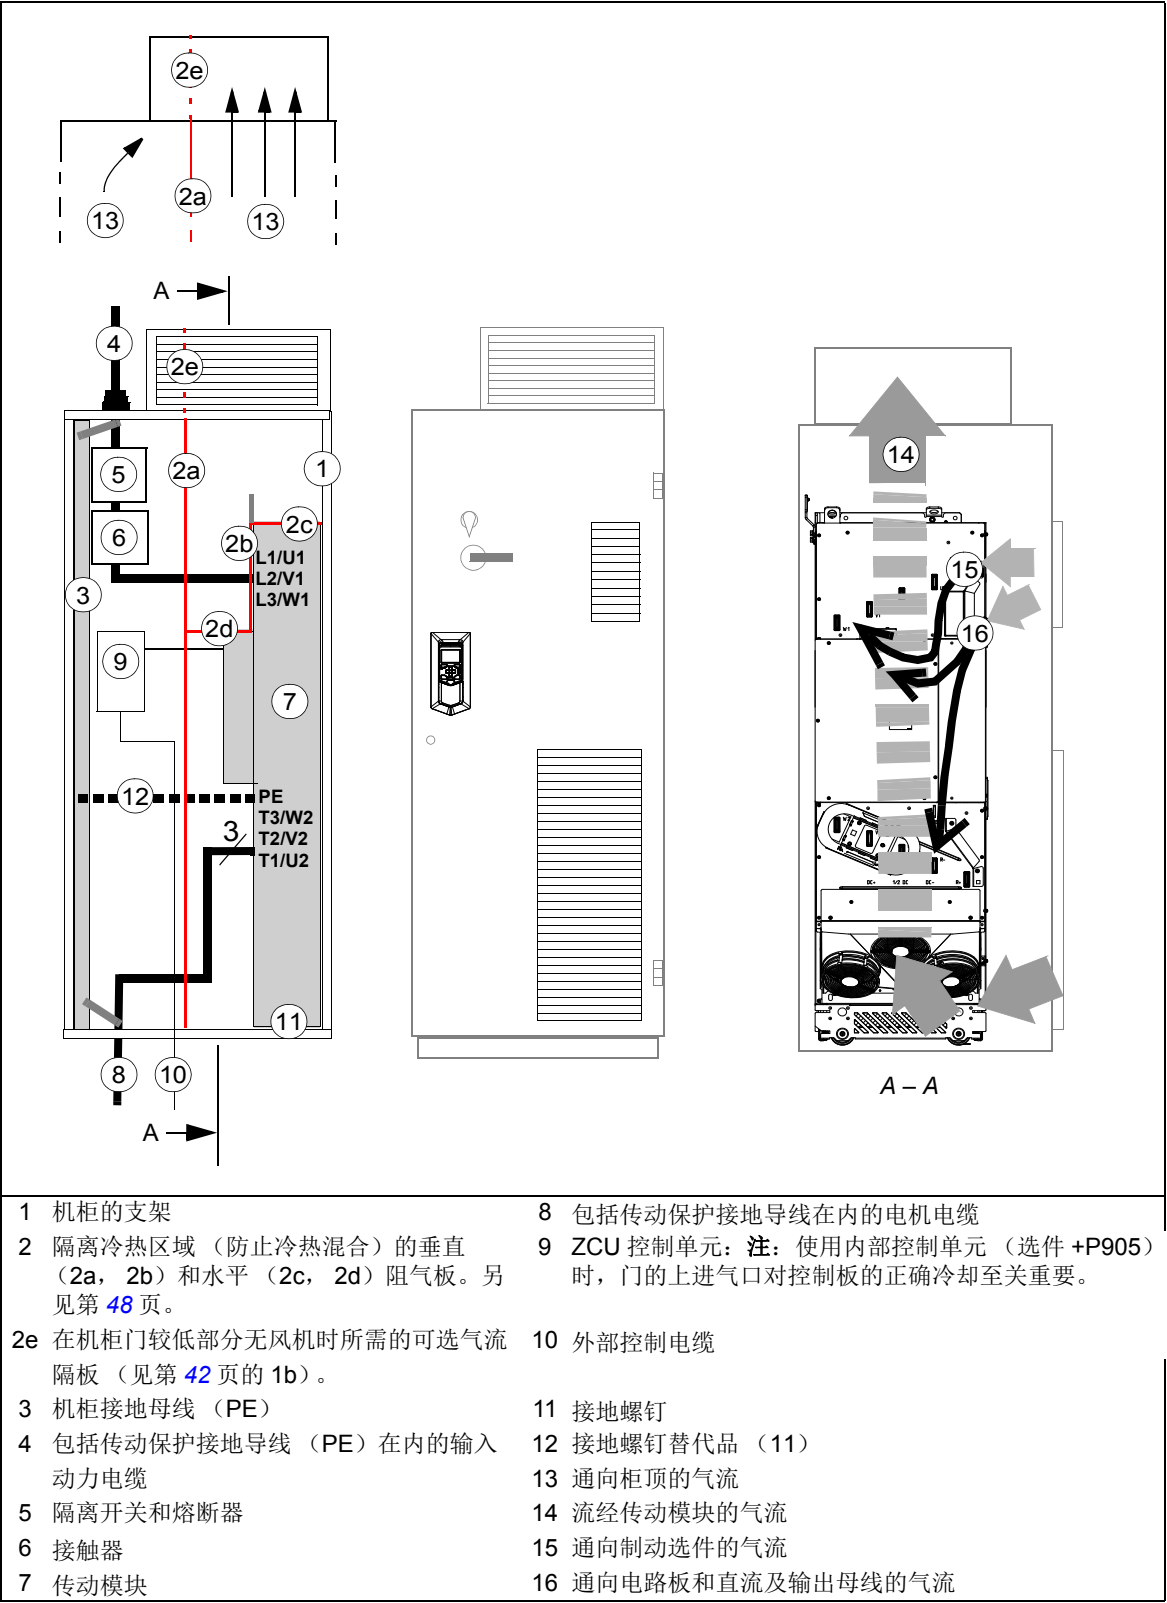 2e
2a
13
13
A
4
2e
5
2a
1
2c
6
2b
L1/U1
L2/V1
L3/W1
3
2d
9
7
12
PE
T3/W2
3
T2/V2
T1/U2
11
8
10
A
14
15
16
W1
V1
R-
DC+ 1/2 DC DC- R+
A – A
1 机柜的支架
2 隔离冷热区域 （防止冷热混合）的垂直
（2a， 2b）和水平 （2c， 2d）阻气板。另
见第 48 页。
2e 在机柜门较低部分无风机时所需的可选气流
隔板 （见第 42 页的 1b）。
3 机柜接地母线 （PE）
4 包括传动保护接地导线 （PE）在内的输入
动力电缆
5 隔离开关和熔断器
6 接触器
7 传动模块
8 包括传动保护接地导线在内的电机电缆
9 ZCU 控制单元：注：使用内部控制单元 （选件 +P905）
时，门的上进气口对控制板的正确冷却至关重要。
10 外部控制电缆
11 接地螺钉
12 接地螺钉替代品 （11）
13 通向柜顶的气流
14 流经传动模块的气流
15 通向制动选件的气流
16 通向电路板和直流及输出母线的气流